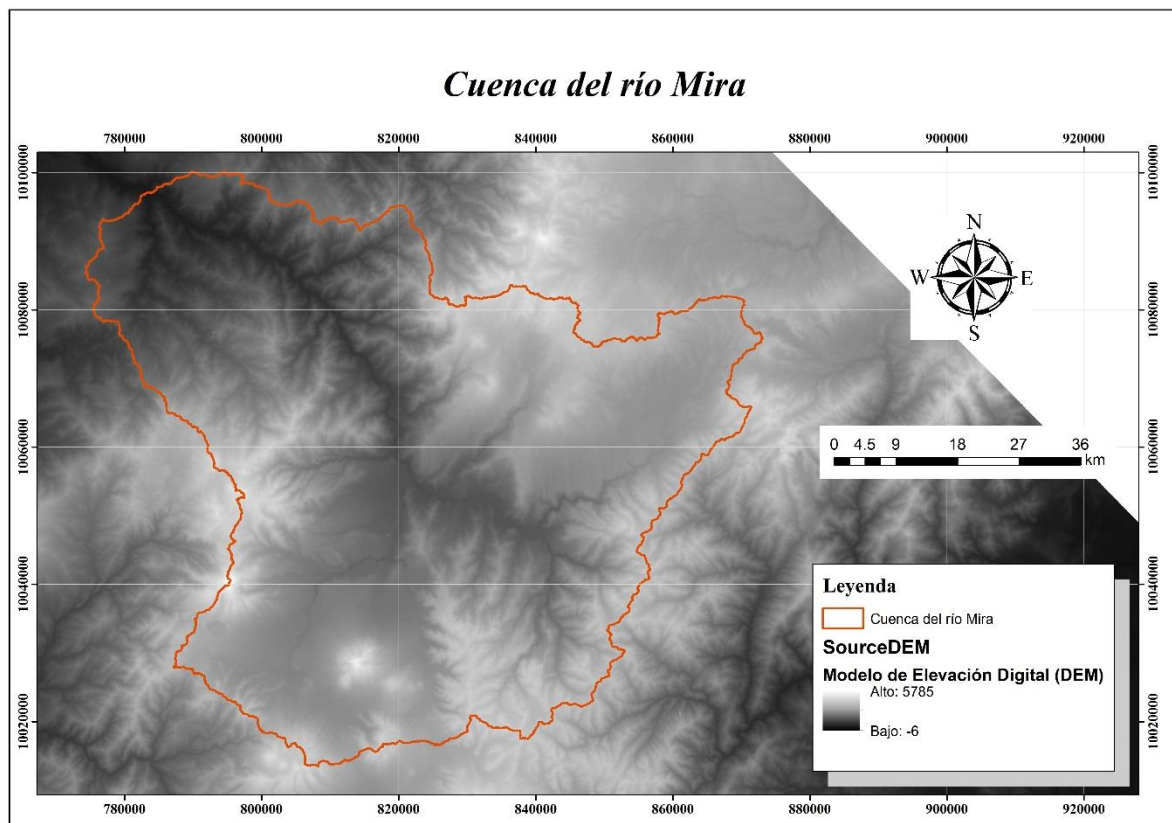 Cuenca del río Mira
780000 800000 820000 840000 860000 880000 900000 920000
10100000 10100000
N
W E
S
10080000 10080000
10060000 10060000
0 4.5 9 18 27 36
km
10040000 10040000
Leyenda
Cuenca del río Mira
SourceDEM
Modelo de Elevación Digital (DEM)
Alto: 5785
Bajo: -6
10020000 10020000
780000 800000 820000 840000 860000 880000 900000 920000